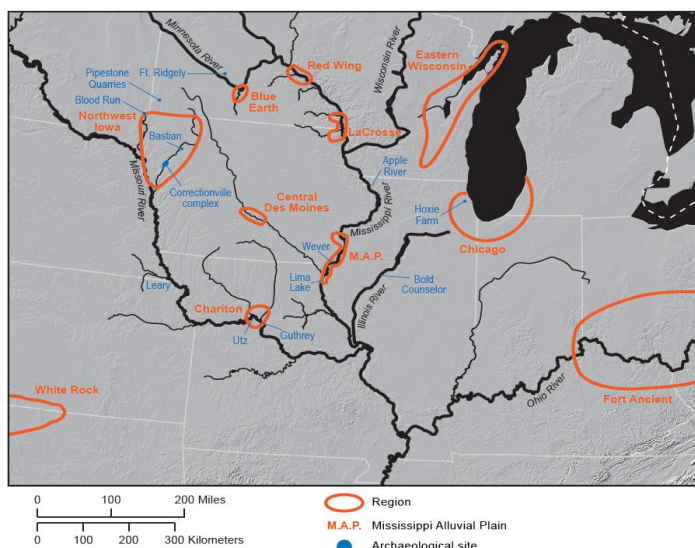 Minnesota River
Ft. Ridgely
Red Wing
Wisconsin River
Eastern
Wisconsin
Pipestone
Quarries
Blue
Earth
Blood Run
Northwest
Iowa
Bastian
LaCrosse
Apple
River
Missouri River
Correctionville
complex
Central
Des Moines
Mississippi River
Hoxie
Farm
Chicago
Wever
M.A.P.
Lima
Lake
Illinois River
Bold
Counselor
Leary
Chariton
Utz
Guthrey
White Rock
Ohio River
Fort Ancient
0 100 200 Miles
0 100 200 300 Kilometers
Region
M.A.P. Mississippi Alluvial Plain
Archaeological site